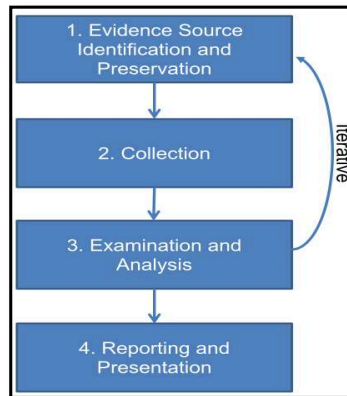 1. Evidence Source
Identification and
Preservation
2. Collection
Iterative
3. Examination and
Analysis
4. Reporting and
Presentation